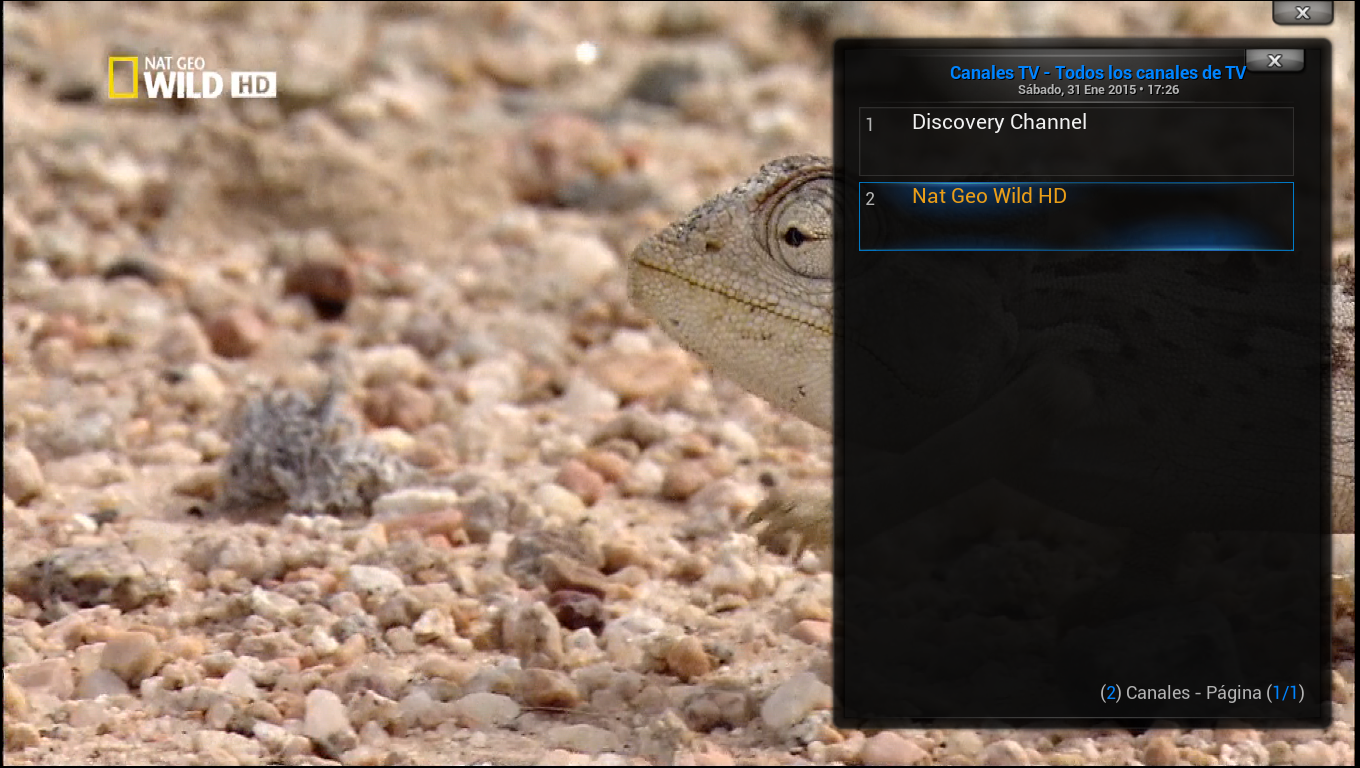 NAT GEO
WILD HD
Canales TV - Todos los canales de TV
Sábado, 31 Ene 2015 • 17:26
1 Discovery Channel
2 Nat Geo Wild HD
(2) Canales - Página (1/1)